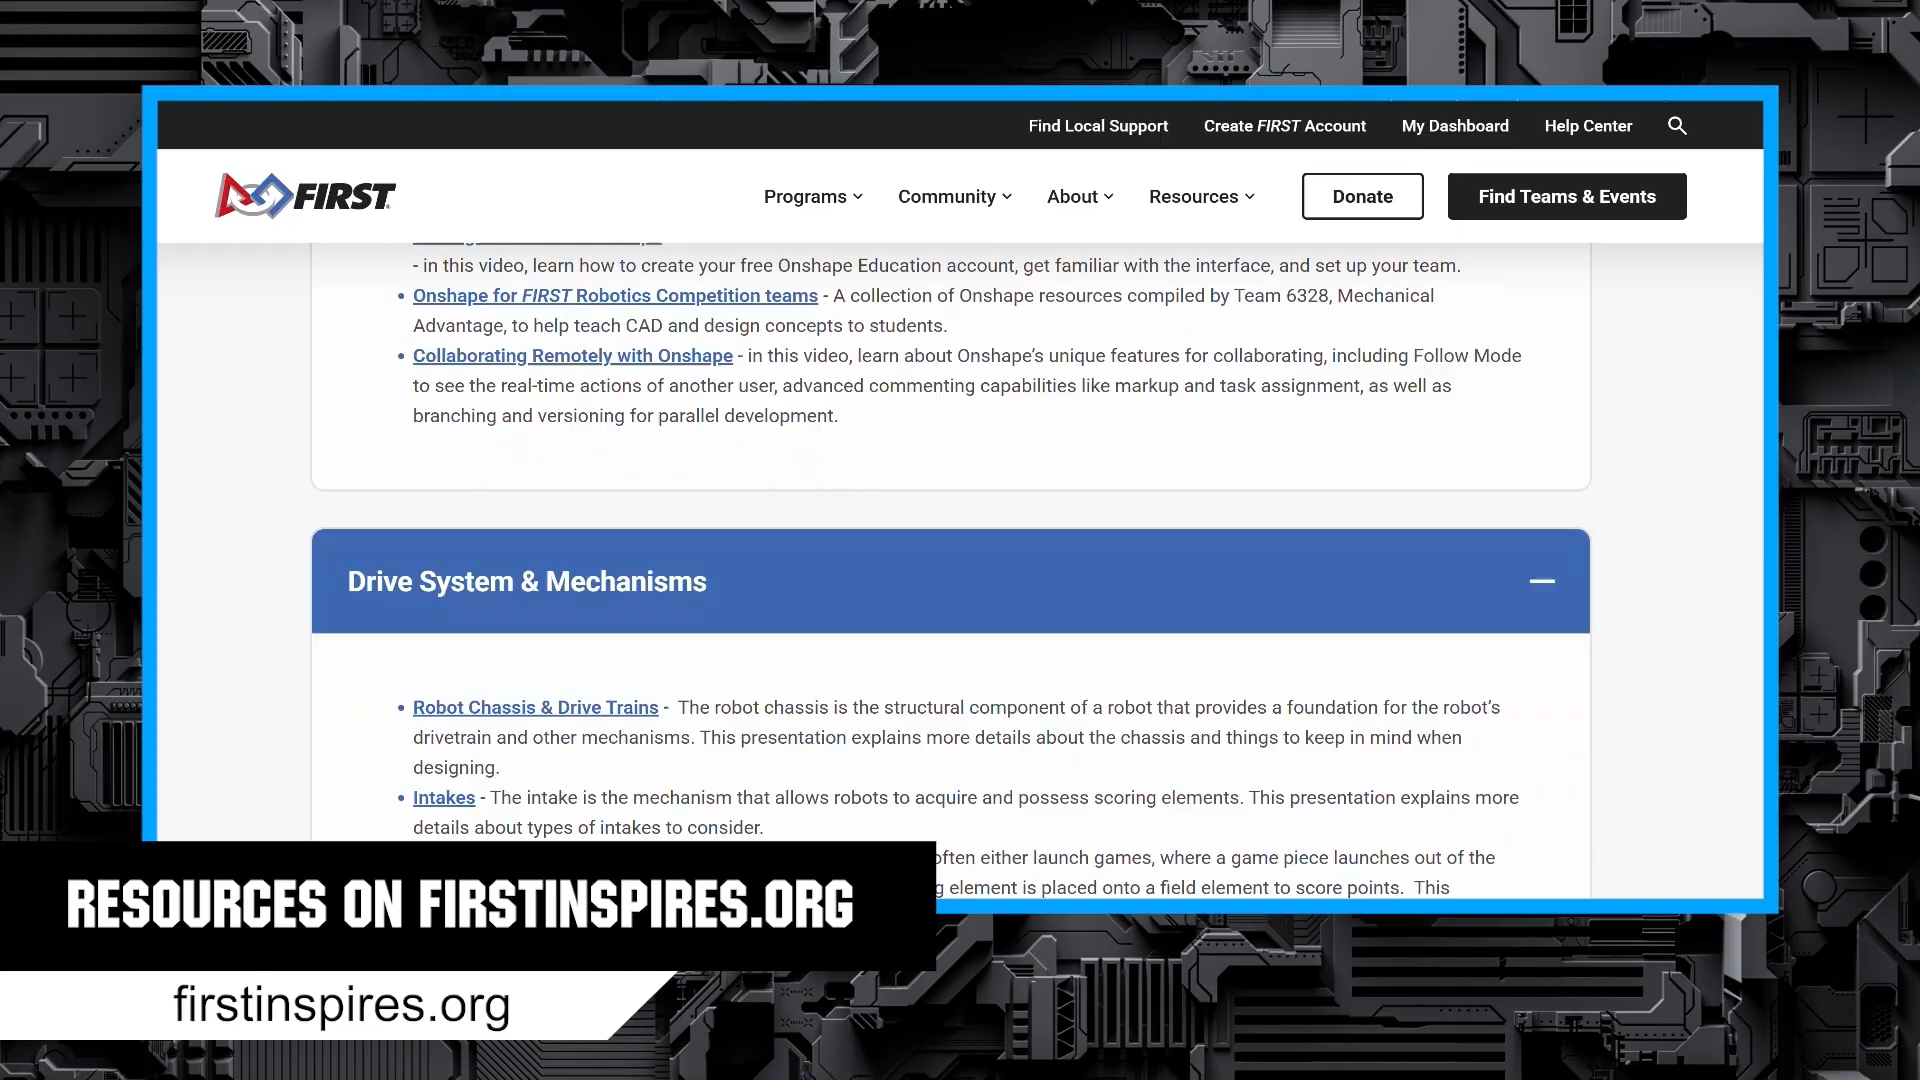 Find Local Support Create FIRST Account My Dashboard Help Center
FIRST Programs Community About Resources Donate Find Teams & Events
- in this video, learn how to create your free Onshape Education account, get familiar with the interface, and set up your team.
• Onshape for FIRST Robotics Competition teams - A collection of Onshape resources compiled by Team 6328, Mechanical
Advantage, to help teach CAD and design concepts to students.
• Collaborating Remotely with Onshape - in this video, learn about Onshape’s unique features for collaborating, including Follow Mode
to see the real-time actions of another user, advanced commenting capabilities like markup and task assignment, as well as
branching and versioning for parallel development.
Drive System & Mechanisms
• Robot Chassis & Drive Trains - The robot chassis is the structural component of a robot that provides a foundation for the robot’s
drivetrain and other mechanisms. This presentation explains more details about the chassis and things to keep in mind when
designing.
• Intakes - The intake is the mechanism that allows robots to acquire and possess scoring elements. This presentation explains more
details about types of intakes to consider.
often either launch games, where a game piece launches out of the
element is placed onto a field element to score points. This
RESOURCES ON FIRSTINSPIRES.ORG
firstinspires.org